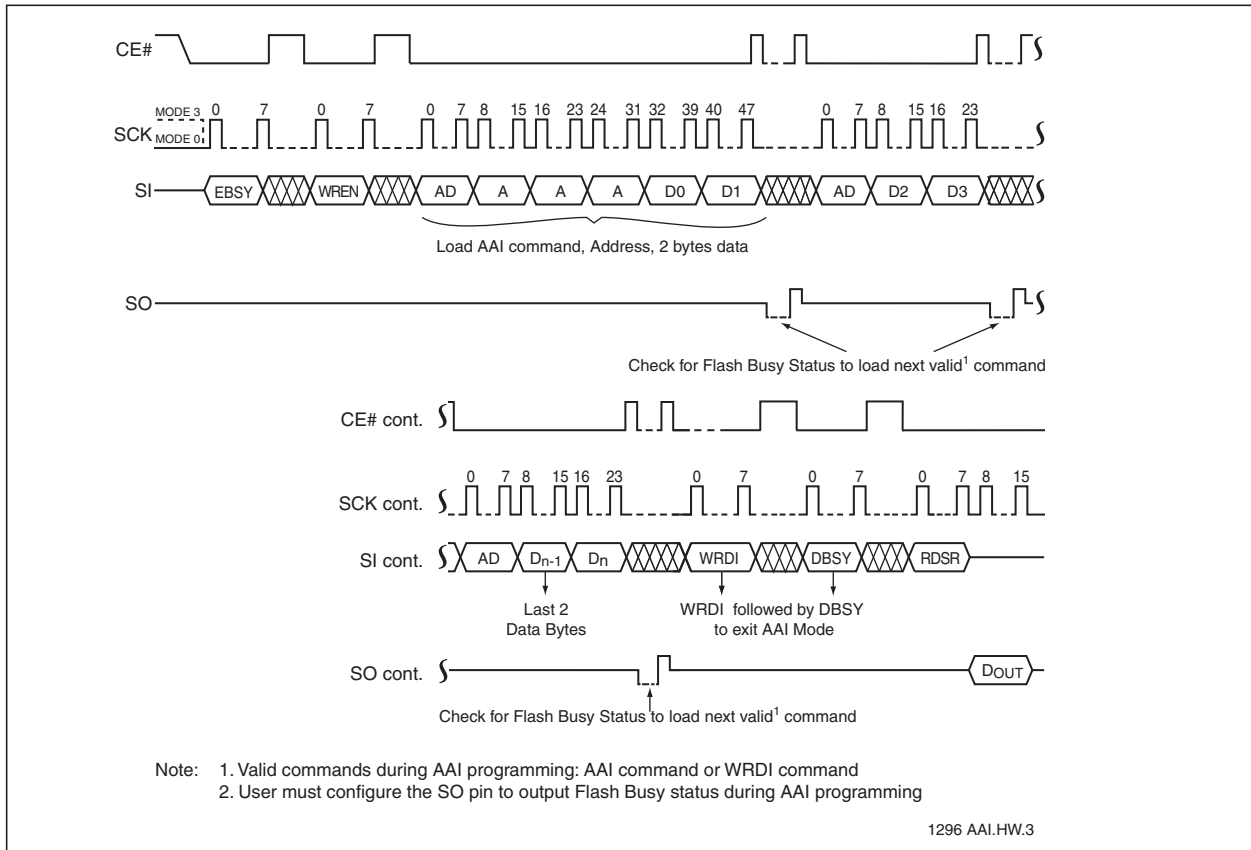 CE#
MODE 3
0 7 0 7 0 7 8 15 16 23 24 31 32 39 40 47 0 7 8 15 16 23
SCK
MODE 0
SI EBSY WREN AD A A A D0 D1 AD D2 D3
Load AAI command, Address, 2 bytes data
SO
Check for Flash Busy Status to load next valid1 command
CE# cont.
0 7 8 15 16 23 0 7 0 7 0 7 8 15
SCK cont.
SI cont. AD Dn-1 Dn WRDI DBSY RDSR
Last 2
Data Bytes
WRDI followed by DBSY
to exit AAI Mode
SO cont. DOUT
Check for Flash Busy Status to load next valid1 command
Note: 1. Valid commands during AAI programming: AAI command or WRDI command
2. User must configure the SO pin to output Flash Busy status during AAI programming
1296 AAI.HW.3